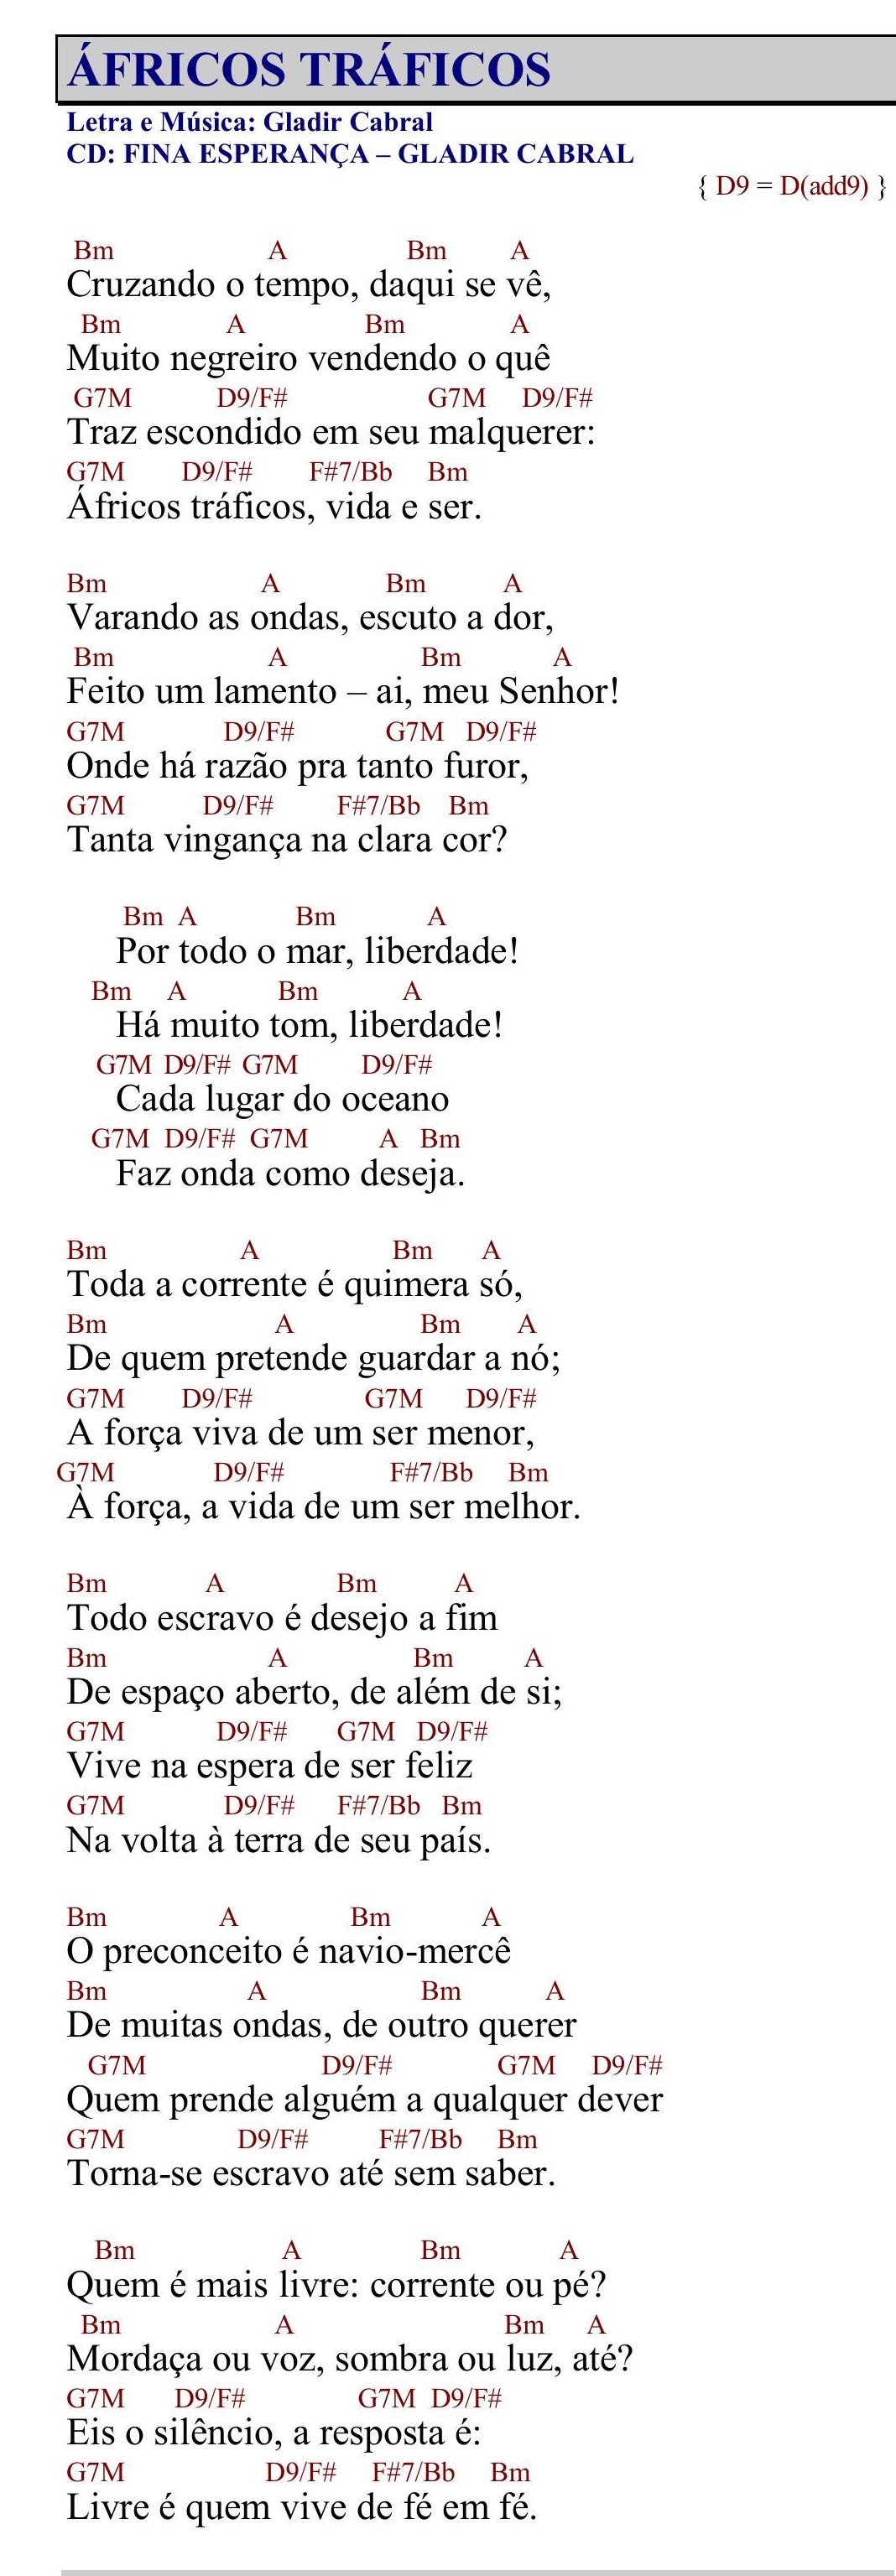 ÁFRICOS TRÁFICOS
Letra e Música: Gladir Cabral
CD: FINA ESPERANÇA – GLADIR CABRAL
{ D9 = D(add9) }
Bm A Bm A
Cruzando o tempo, daqui se vê,
Bm A Bm A
Muito negreiro vendendo o quê
G7M D9/F# G7M D9/F#
Traz escondido em seu malquerer:
G7M D9/F# F#7/Bb Bm
Áfricos tráficos, vida e ser.
Bm A Bm A
Varando as ondas, escuto a dor,
Bm A Bm A
Feito um lamento – ai, meu Senhor!
G7M D9/F# G7M D9/F#
Onde há razão pra tanto furor,
G7M D9/F# F#7/Bb Bm
Tanta vingança na clara cor?
Bm A Bm A
Por todo o mar, liberdade!
Bm A Bm A
Há muito tom, liberdade!
G7M D9/F# G7M D9/F#
Cada lugar do oceano
G7M D9/F# G7M A Bm
Faz onda como deseja.
Bm A Bm A
Toda a corrente é quimera só,
Bm A Bm A
De quem pretende guardar a nó;
G7M D9/F# G7M D9/F#
A força viva de um ser menor,
G7M D9/F# F#7/Bb Bm
À força, a vida de um ser melhor.
Bm A Bm A
Todo escravo é desejo a fim
Bm A Bm A
De espaço aberto, de além de si;
G7M D9/F# G7M D9/F#
Vive na espera de ser feliz
G7M D9/F# F#7/Bb Bm
Na volta à terra de seu país.
Bm A Bm A
O preconceito é navio-mercê
Bm A Bm A
De muitas ondas, de outro querer
G7M D9/F# G7M D9/F#
Quem prende alguém a qualquer dever
G7M D9/F# F#7/Bb Bm
Torna-se escravo até sem saber.
Bm A Bm A
Quem é mais livre: corrente ou pé?
Bm A Bm A
Mordaça ou voz, sombra ou luz, até?
G7M D9/F# G7M D9/F#
Eis o silêncio, a resposta é:
G7M D9/F# F#7/Bb Bm
Livre é quem vive de fé em fé.